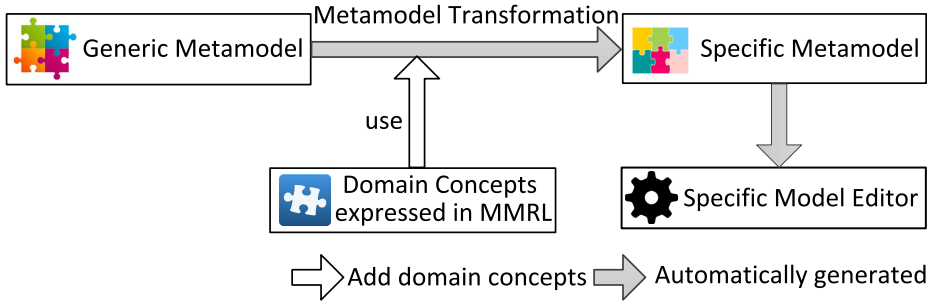 Metamodel Transformation
Generic Metamodel
Specific Metamodel
use
Domain Concepts
expressed in MMRL
Specific Model Editor
Add domain concepts
Automatically generated